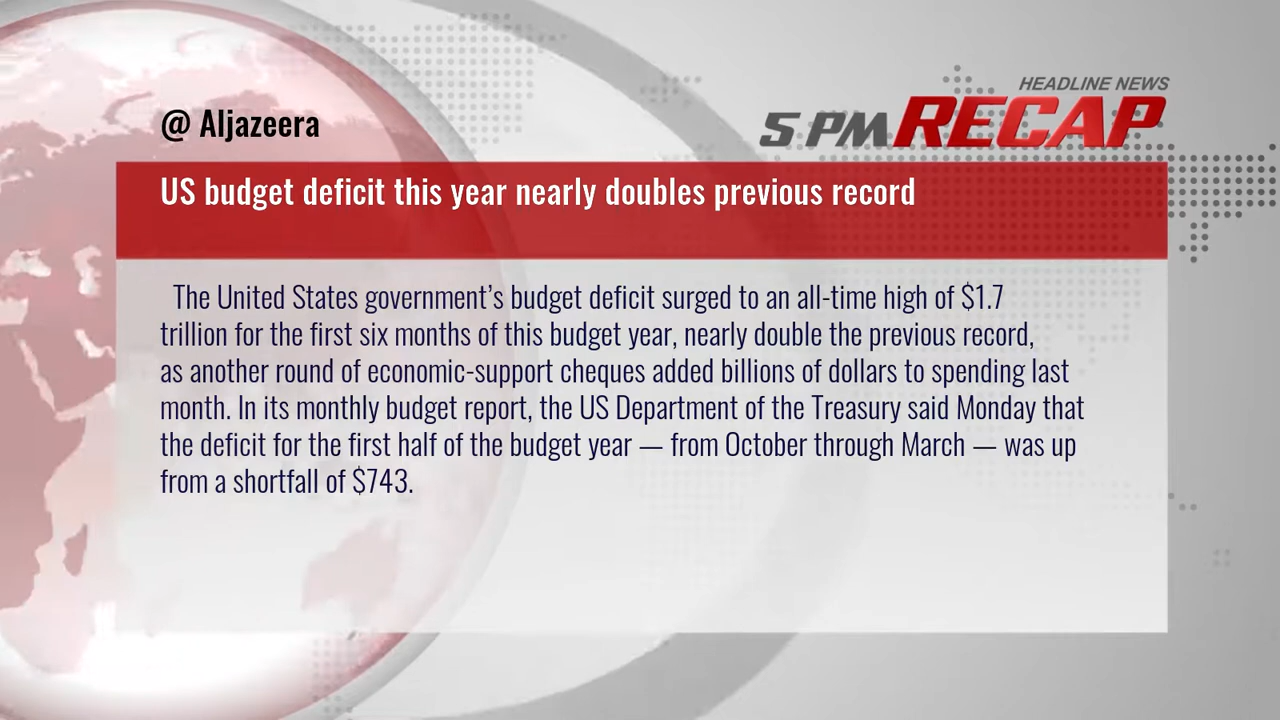 HEADLINE NEWS
@ Aljazeera
5 PM RECAP
US budget deficit this year nearly doubles previous record
The United States government’s budget deficit surged to an all-time high of $1.7
trillion for the first six months of this budget year, nearly double the previous record,
as another round of economic-support cheques added billions of dollars to spending last
month. In its monthly budget report, the US Department of the Treasury said Monday that
the deficit for the first half of the budget year — from October through March — was up
from a shortfall of $743.